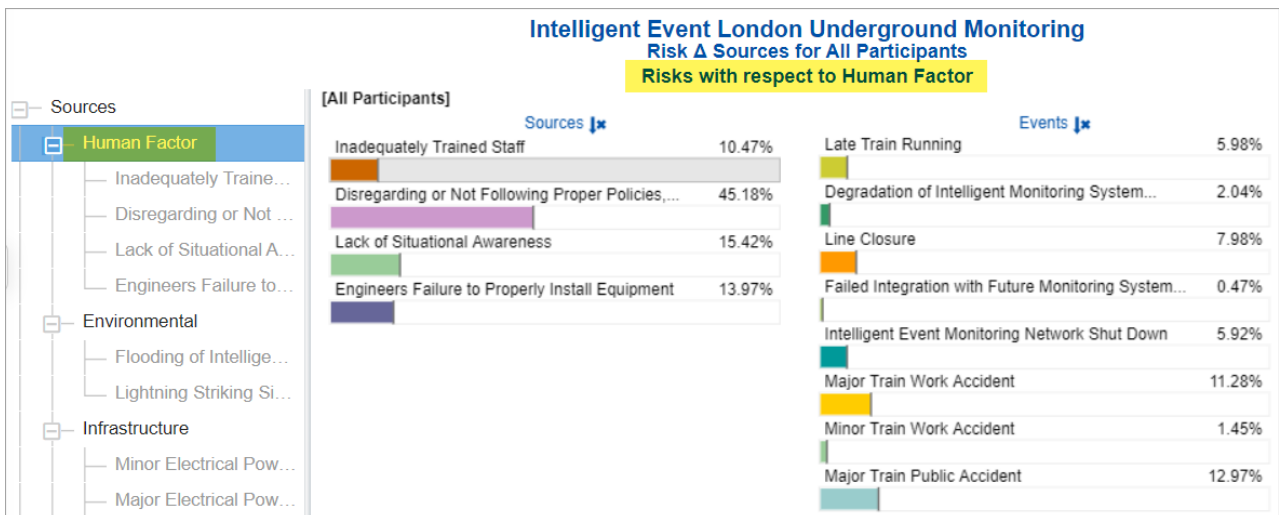 Intelligent Event London Underground Monitoring
Risk Δ Sources for All Participants
Risks with respect to Human Factor
Sources
Human Factor
Inadequately Traine...
Disregarding or Not ...
Lack of Situational A...
Engineers Failure to...
Environmental
Flooding of Intellige...
Lightning Striking Si...
Infrastructure
Minor Electrical Pow...
Major Electrical Pow...
[All Participants]
Sources
Inadequately Trained Staff 10.47%
Disregarding or Not Following Proper Policies,... 45.18%
Lack of Situational Awareness 15.42%
Engineers Failure to Properly Install Equipment 13.97%
Events
Late Train Running 5.98%
Degradation of Intelligent Monitoring System... 2.04%
Line Closure 7.98%
Failed Integration with Future Monitoring System... 0.47%
Intelligent Event Monitoring Network Shut Down 5.92%
Major Train Work Accident 11.28%
Minor Train Work Accident 1.45%
Major Train Public Accident 12.97%